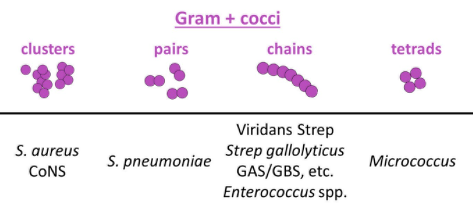 Gram + cocci
clusters
pairs
chains
tetrads
S. aureus
CoNS
S. pneumoniae
Viridans Strep
Strep gallolyticus
GAS/GBS, etc.
Enterococcus spp.
Micrococcus